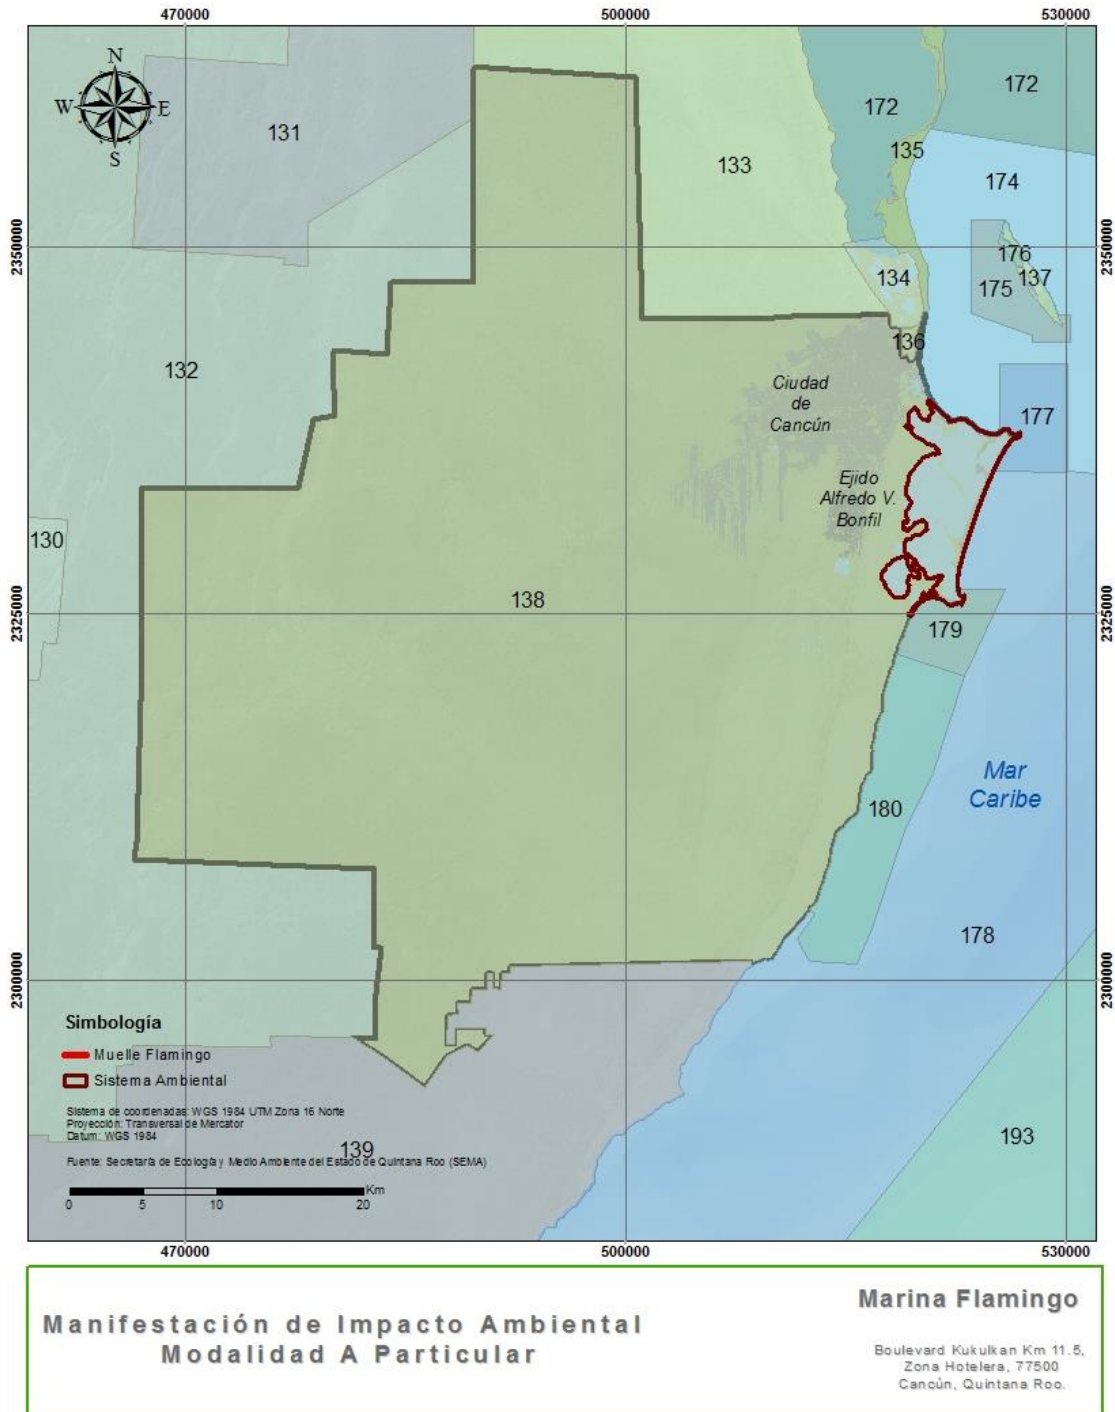 470000
500000
530000
N
W
E
S
131
133
172
172
135
174
2350000
2350000
176
134
137
175
136
132
177
Ciudad
de
Cancún
Ejido
Alfredo V.
Bonfil
130
138
2325000
2325000
179
Mar
Caribe
180
178
2300000
2300000
Simbología
Muelle Flamingo
Sistema Ambiental
Sistema de coordenadas: WGS 1984 UTM Zona 16 Norte
Proyección: Transversal de Mercator
Datum: WGS 1984
193
139
Fuente: Secretaría de Ecología y Medio Ambiente del Estado de Quintana Roo (SEMA)
Km
0 5 10 20
470000
500000
530000
Manifestación de Impacto Ambiental
Modalidad A Particular
Marina Flamingo
Boulevard Kukulkan Km 11.5,
Zona Hotelera, 77500
Cancún, Quintana Roo.